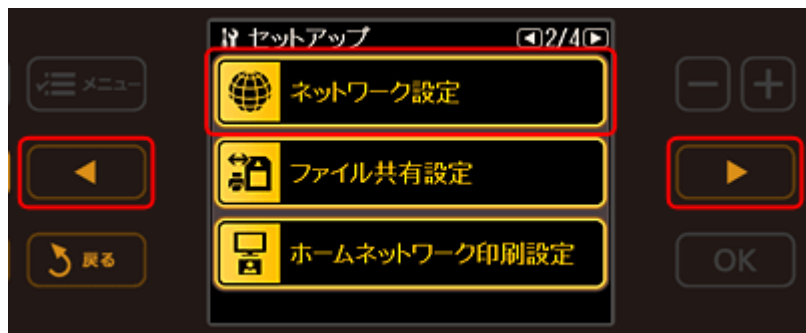 セットアップ ◀2/4▶
メニュー
ネットワーク設定
ファイル共有設定
戻る
ホームネットワーク印刷設定
OK